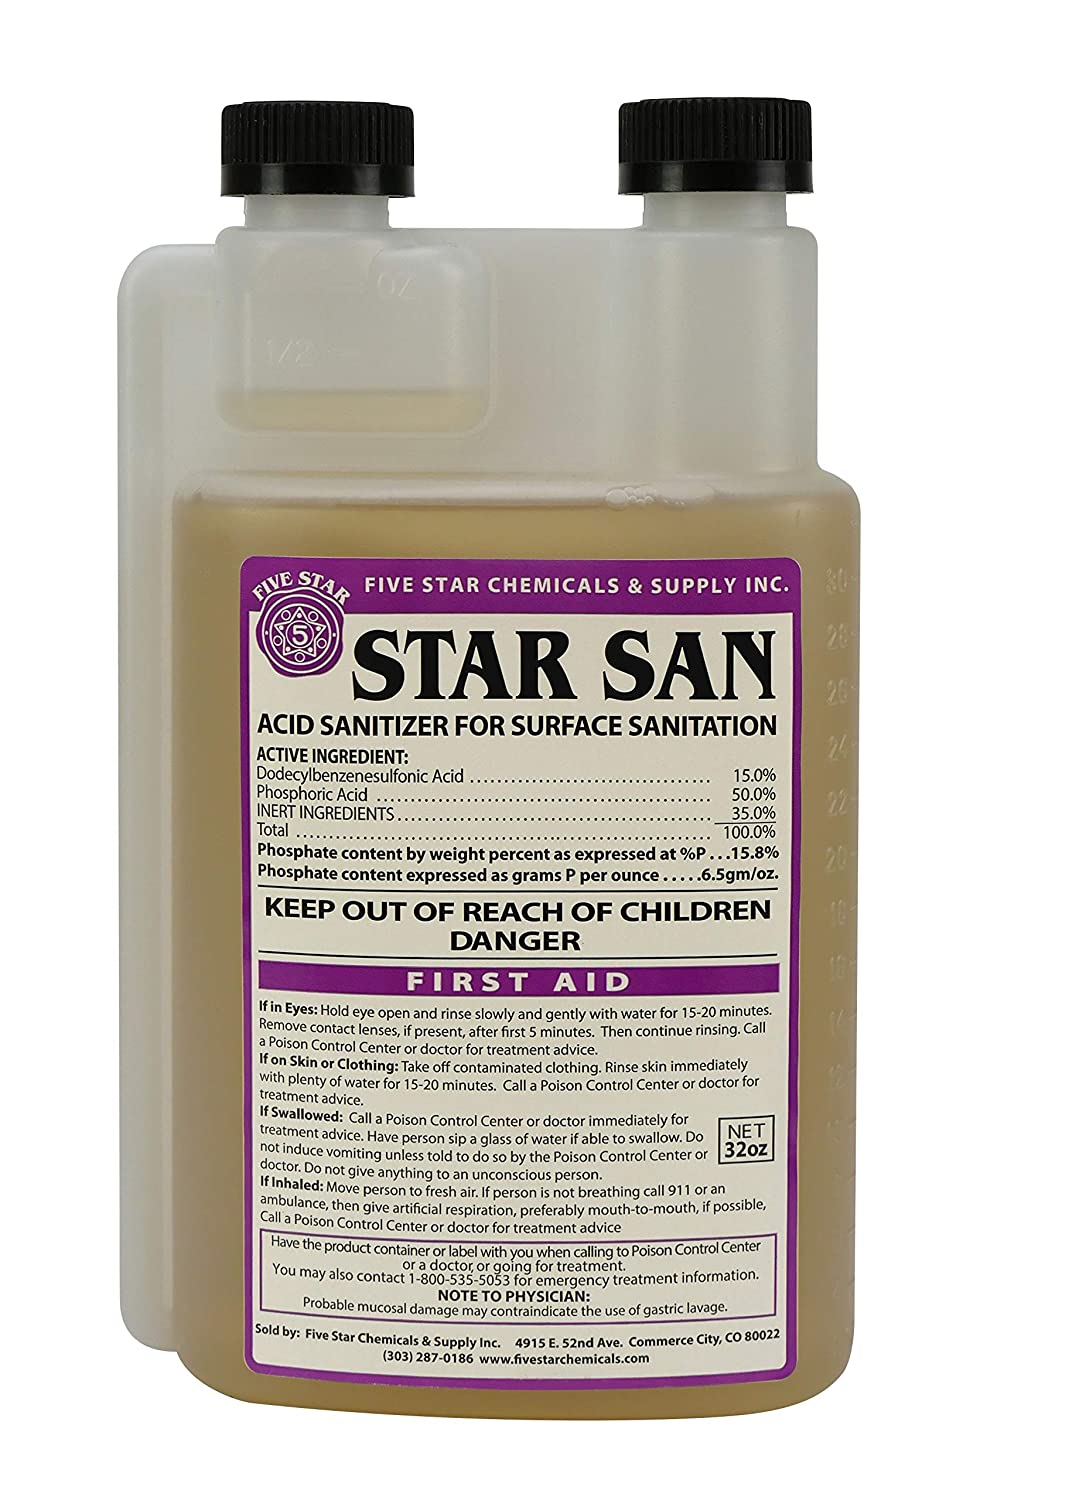 OZ
1/2
FIVE STAR
5
FIVE STAR CHEMICALS & SUPPLY INC.
STAR SAN
ACID SANITIZER FOR SURFACE SANITATION
ACTIVE INGREDIENT:
Dodecylbenzenesulfonic Acid ................................... 15.0%
Phosphoric Acid ................................................ 50.0%
INERT INGREDIENTS ............................................. 35.0%
Total ........................................................... 100.0%
Phosphate content by weight percent as expressed at %P ...15.8%
Phosphate content expressed as grams P per ounce .....6.5gm/oz.
KEEP OUT OF REACH OF CHILDREN
DANGER
FIRST AID
If in Eyes: Hold eye open and rinse slowly and gently with water for 15-20 minutes.
Remove contact lenses, if present, after first 5 minutes. Then continue rinsing. Call
a Poison Control Center or doctor for treatment advice.
If on Skin or Clothing: Take off contaminated clothing. Rinse skin immediately
with plenty of water for 15-20 minutes. Call a Poison Control Center or doctor for
treatment advice.
If Swallowed: Call a Poison Control Center or doctor immediately for
treatment advice. Have person sip a glass of water if able to swallow. Do
not induce vomiting unless told to do so by the Poison Control Center or
doctor. Do not give anything to an unconscious person.
NET
32oz
If Inhaled: Move person to fresh air. If person is not breathing call 911 or an
ambulance, then give artificial respiration, preferably mouth-to-mouth, if possible,
Call a Poison Control Center or doctor for treatment advice
Have the product container or label with you when calling to Poison Control Center
or a doctor, or going for treatment.
You may also contact 1-800-535-5053 for emergency treatment information.
NOTE TO PHYSICIAN:
Probable mucosal damage may contraindicate the use of gastric lavage.
Sold by: Five Star Chemicals & Supply Inc. 4915 E. 52nd Ave. Commerce City, CO 80022
(303) 287-0186 www.fivestarchemicals.com
30
28
26
24
22
20